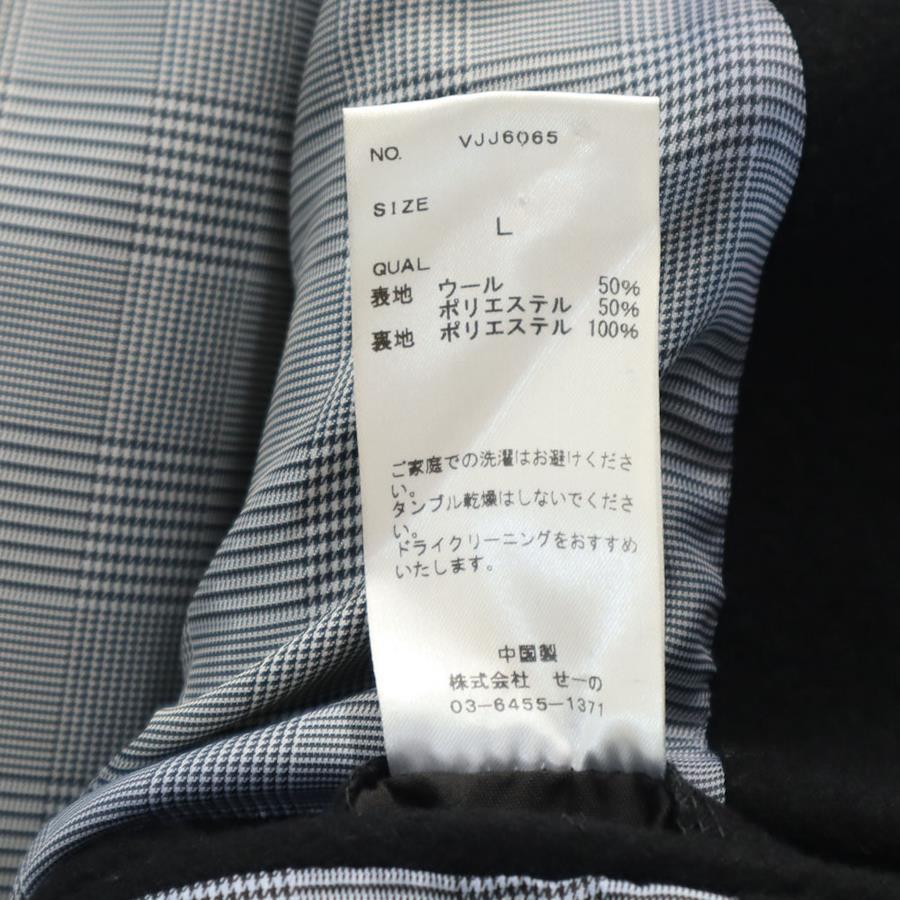 NO. VJJ6065
SIZE
L
QUAL
表地 ウール 50%
ポリエステル 50%
裏地 ポリエステル 100%
ご家庭での洗濯はお避けくださ
い。
タンブル乾燥はしないでくださ
い。
ドライクリーニングをおすすめ
いたします。
中国製
株式会社 せーの
03-6455-1371